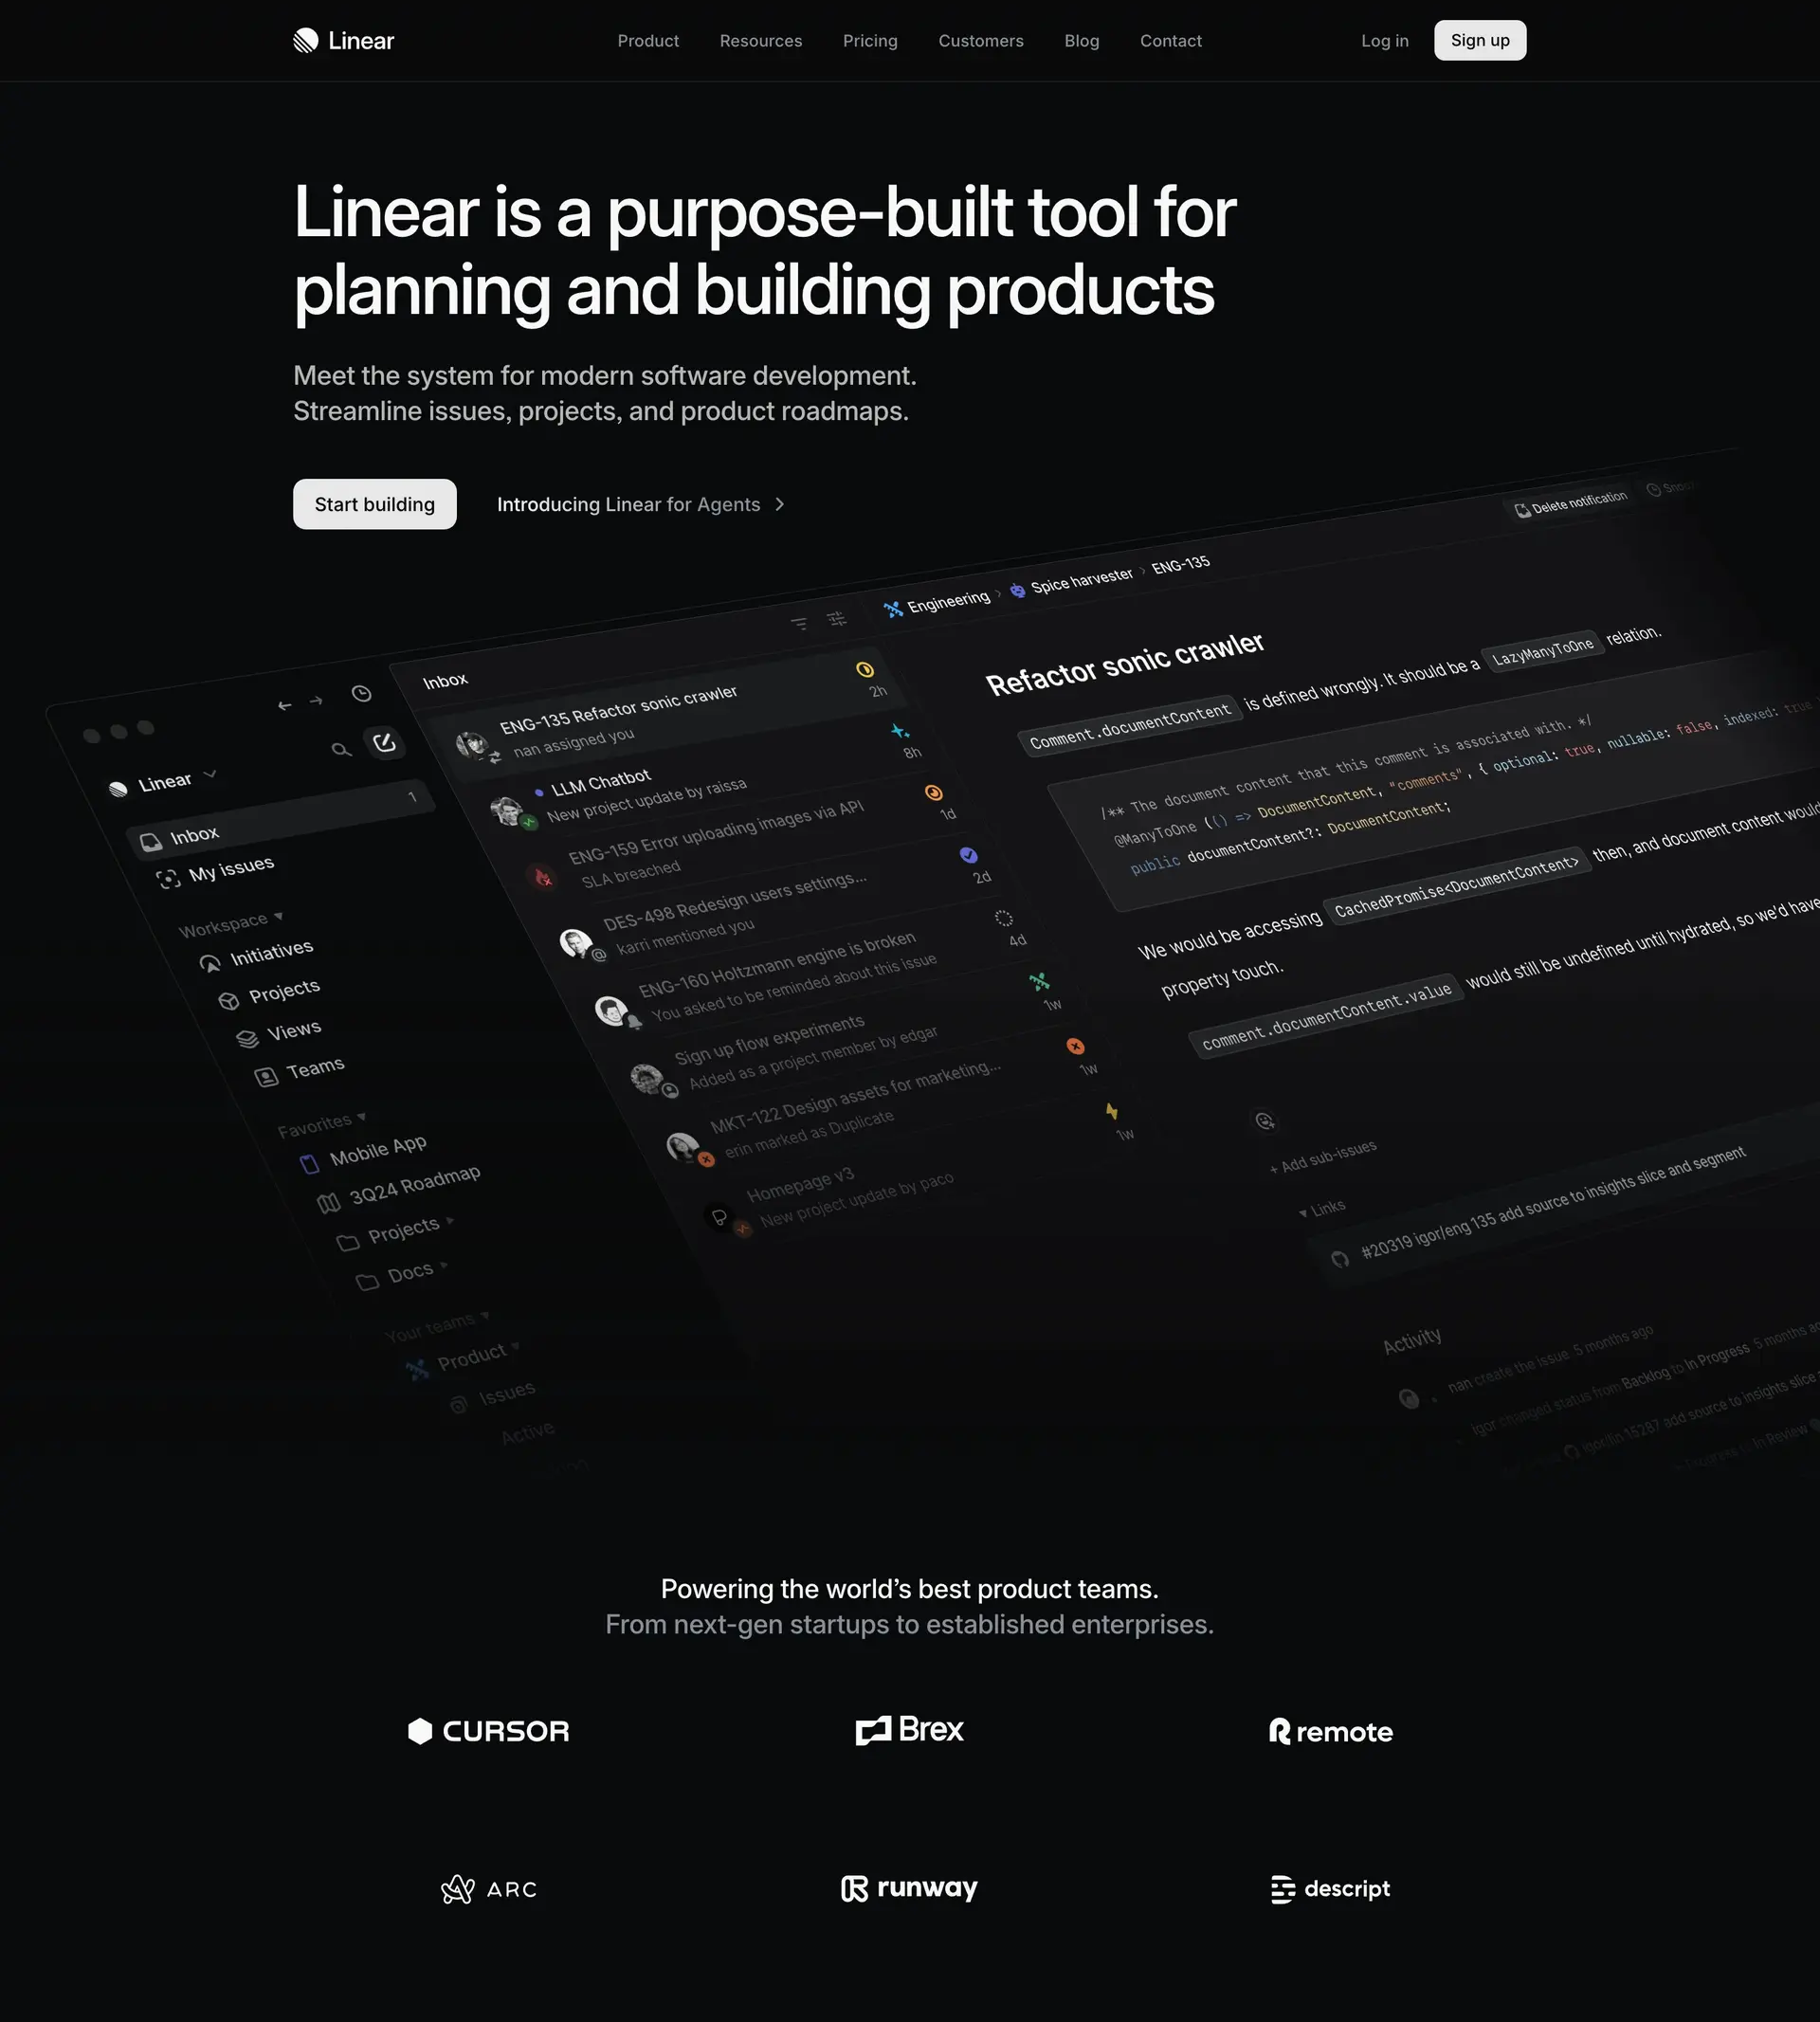 Linear
Product
Resources
Pricing
Customers
Blog
Contact
Log in
Sign up
Linear is a purpose-built tool for
planning and building products
Meet the system for modern software development.
Streamline issues, projects, and product roadmaps.
Start building
Introducing Linear for Agents
Linear
Inbox
1
My issues
Workspace
Initiatives
Projects
Views
Teams
Favorites
Mobile App
3Q24 Roadmap
Projects
Docs
Your teams
Product
Issues
Active
Inbox
ENG-135 Refactor sonic crawler
nan assigned you
2h
LLM Chatbot
New project update by raissa
8h
ENG-159 Error uploading images via API
SLA breached
1d
DES-498 Redesign users settings...
karri mentioned you
2d
ENG-160 Holtzmann engine is broken
You asked to be reminded about this issue
4d
Sign up flow experiments
Added as a project member by edgar
1w
MKT-122 Design assets for marketing...
erin marked as Duplicate
1w
Homepage v3
New project update by paco
1w
Engineering › Spice harvester › ENG-135
Delete notification
Refactor sonic crawler
Comment.documentContent is defined wrongly. It should be a LazyManyToOne relation.
/** The document content that this comment is associated with. */
@ManyToOne (() => DocumentContent, "comments", { optional: true, nullable: false, indexed: true
public documentContent?: DocumentContent;
We would be accessing CachedPromise<DocumentContent> then, and document content would
property touch.
comment.documentContent.value would still be undefined until hydrated, so we'd have
+ Add sub-issues
Links
#20319 igor/eng 135 add source to insights slice and segment
Activity
nan create the issue 5 months ago
igor changed status from Backlog to In Progress 5 months
igor/lin 15287 add source to insights slice
In Review
Powering the world’s best product teams.
From next-gen startups to established enterprises.
CURSOR
Brex
remote
ARC
runway
descript